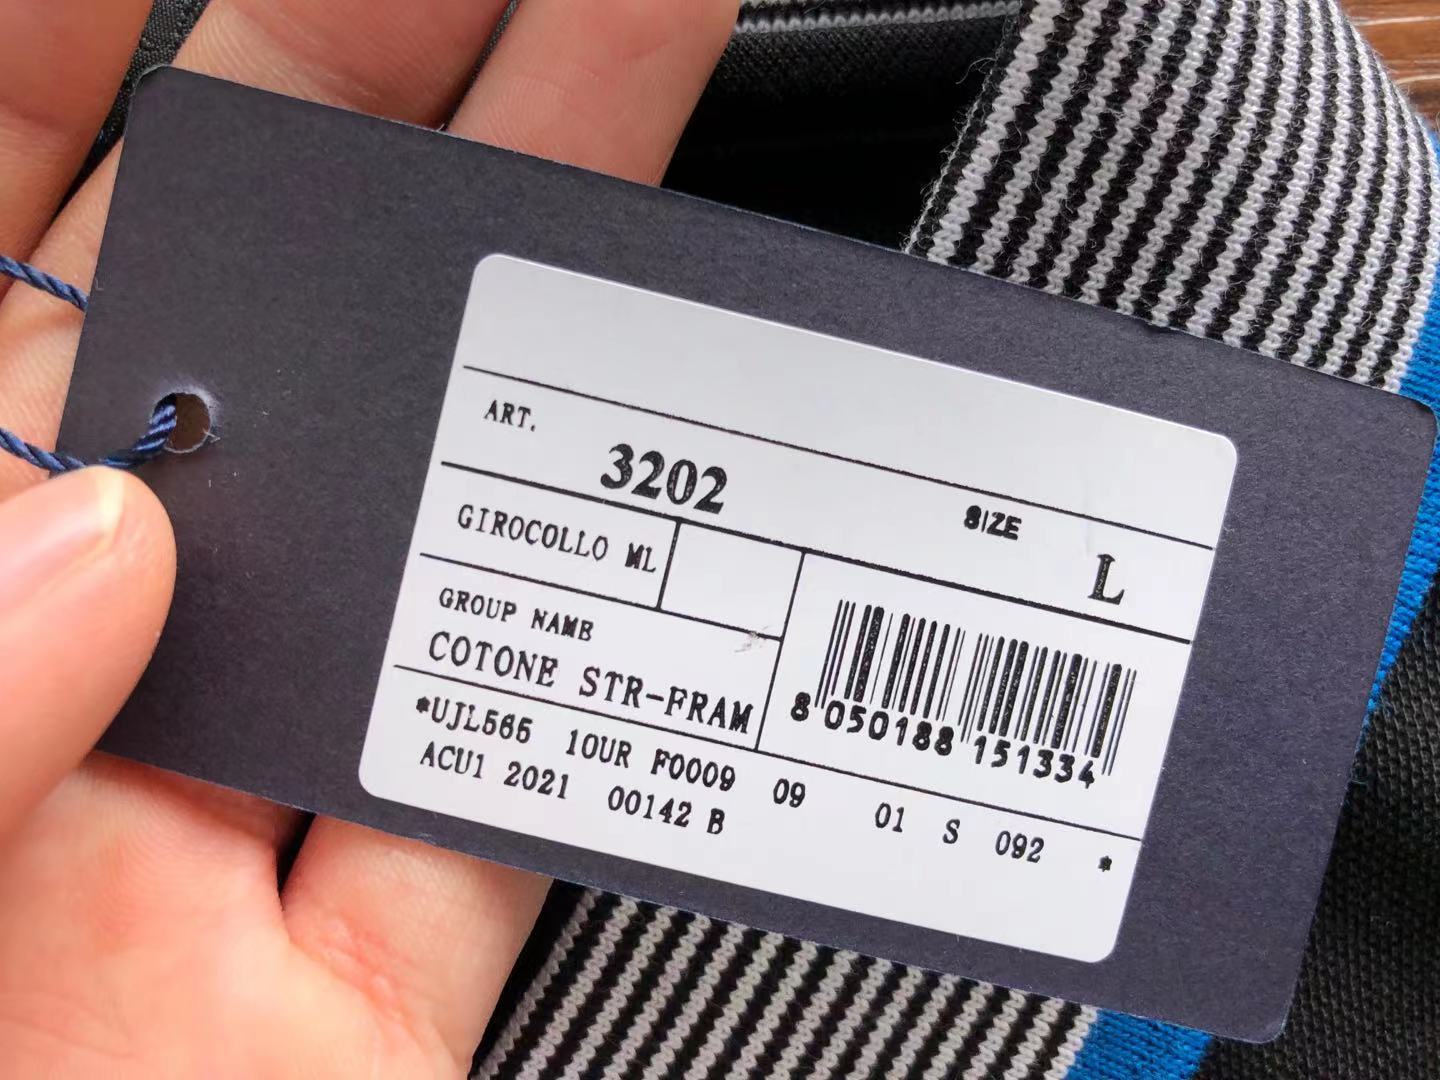 ART. 3202 SIZE L
GIROCOLLO ML
GROUP NAME
COTONE STR-FRAM
8 050188 151334
*UJL565 10UR F0009 09 01 S 092 *
ACU1 2021 00142 B